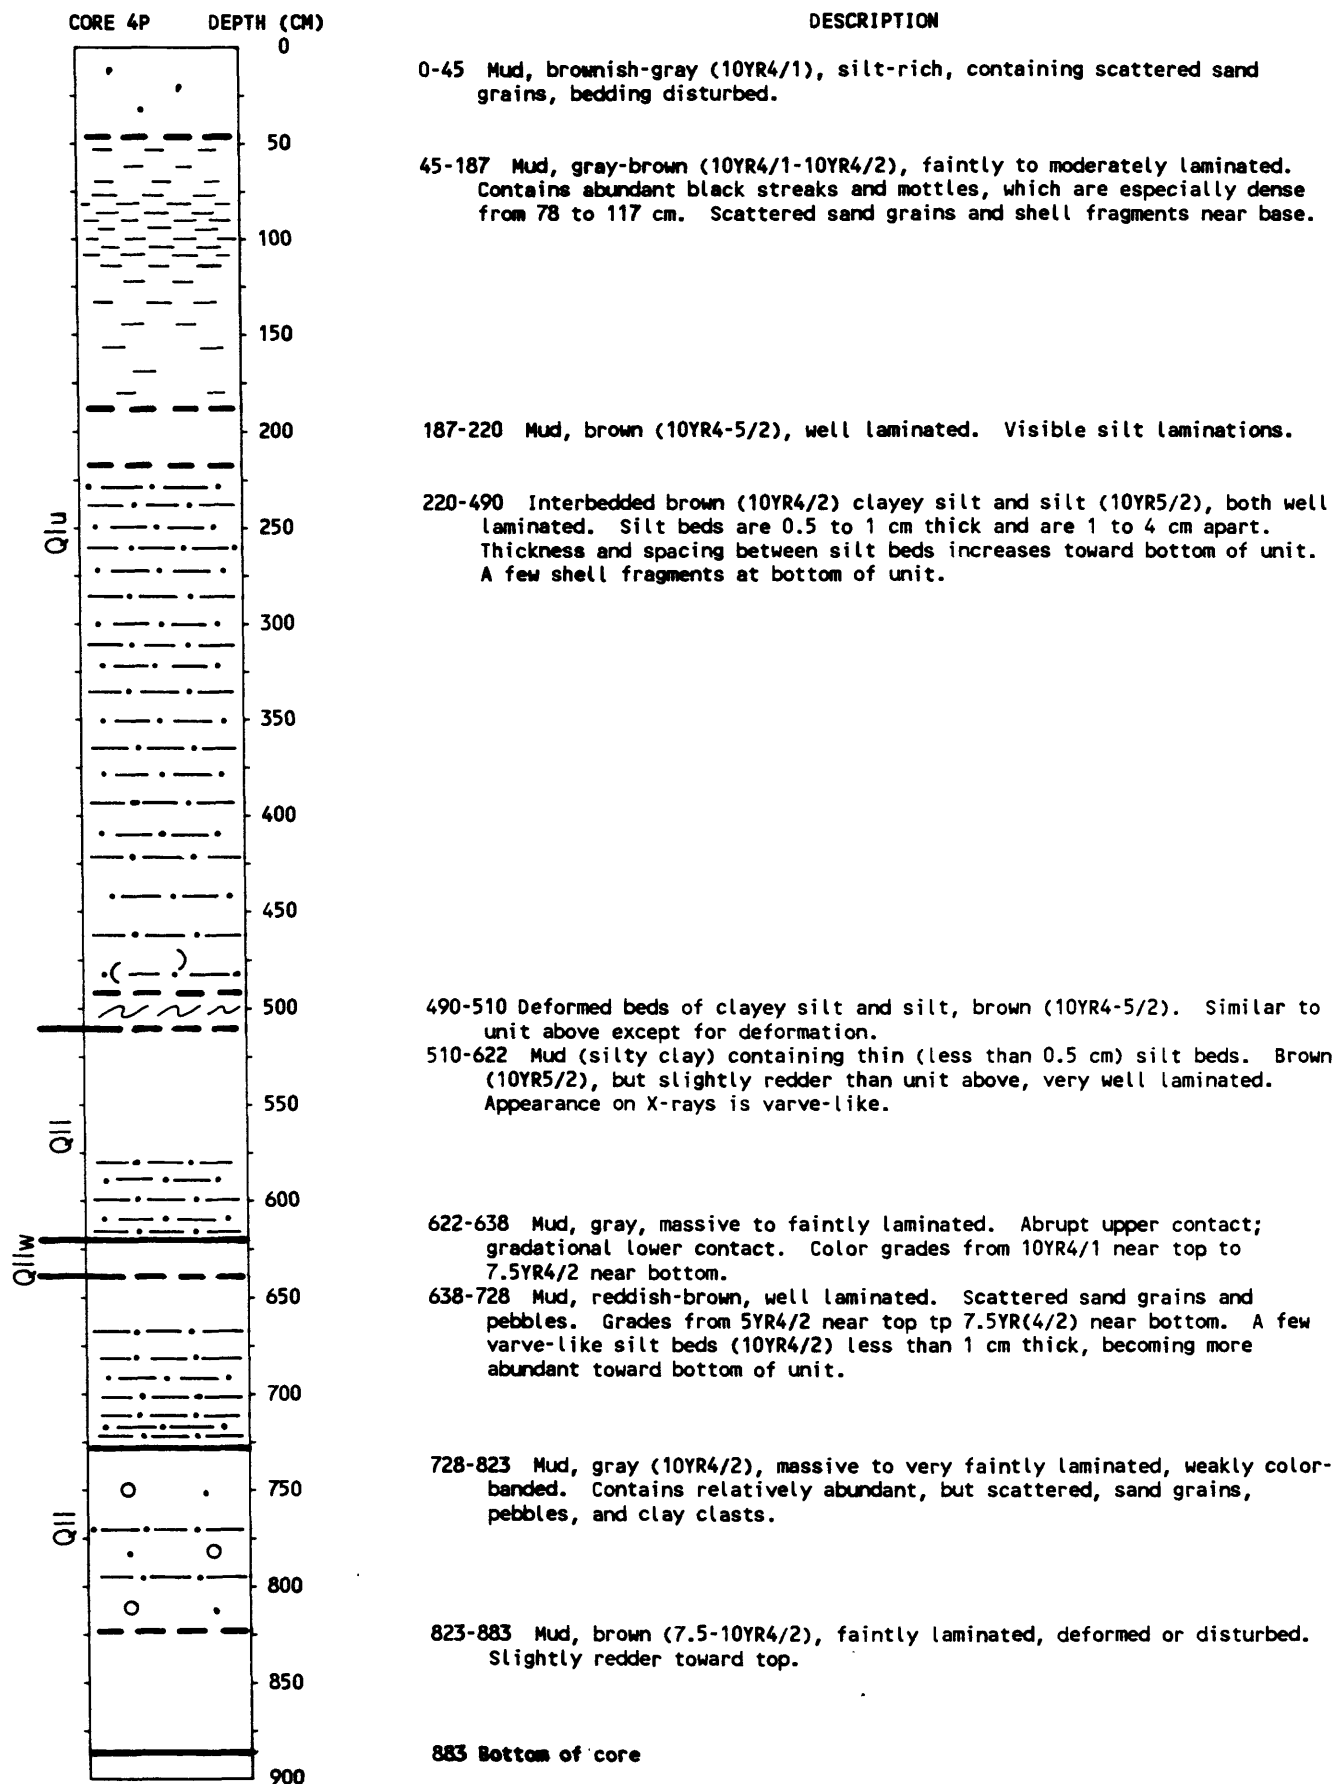 CORE 4P DEPTH (CM) DESCRIPTION
0
0-45 Mud, brownish-gray (10YR4/1), silt-rich, containing scattered sand
grains, bedding disturbed.
50
45-187 Mud, gray-brown (10YR4/1-10YR4/2), faintly to moderately laminated.
Contains abundant black streaks and mottles, which are especially dense
from 78 to 117 cm. Scattered sand grains and shell fragments near base.
100
150
200
187-220 Mud, brown (10YR4-5/2), well laminated. Visible silt laminations.
220-490 Interbedded brown (10YR4/2) clayey silt and silt (10YR5/2), both well
laminated. Silt beds are 0.5 to 1 cm thick and are 1 to 4 cm apart.
Thickness and spacing between silt beds increases toward bottom of unit.
A few shell fragments at bottom of unit.
Qlu
250
300
350
400
450
500
490-510 Deformed beds of clayey silt and silt, brown (10YR4-5/2). Similar to
unit above except for deformation.
510-622 Mud (silty clay) containing thin (less than 0.5 cm) silt beds. Brown
(10YR5/2), but slightly redder than unit above, very well laminated.
Appearance on X-rays is varve-like.
550
Qll
600
622-638 Mud, gray, massive to faintly laminated. Abrupt upper contact;
gradational lower contact. Color grades from 10YR4/1 near top to
7.5YR4/2 near bottom.
Qllw
650
638-728 Mud, reddish-brown, well laminated. Scattered sand grains and
pebbles. Grades from 5YR4/2 near top tp 7.5YR(4/2) near bottom. A few
varve-like silt beds (10YR4/2) less than 1 cm thick, becoming more
abundant toward bottom of unit.
700
728-823 Mud, gray (10YR4/2), massive to very faintly laminated, weakly color-
banded. Contains relatively abundant, but scattered, sand grains,
pebbles, and clay clasts.
750
Qll
800
823-883 Mud, brown (7.5-10YR4/2), faintly laminated, deformed or disturbed.
Slightly redder toward top.
850
883 Bottom of core
900